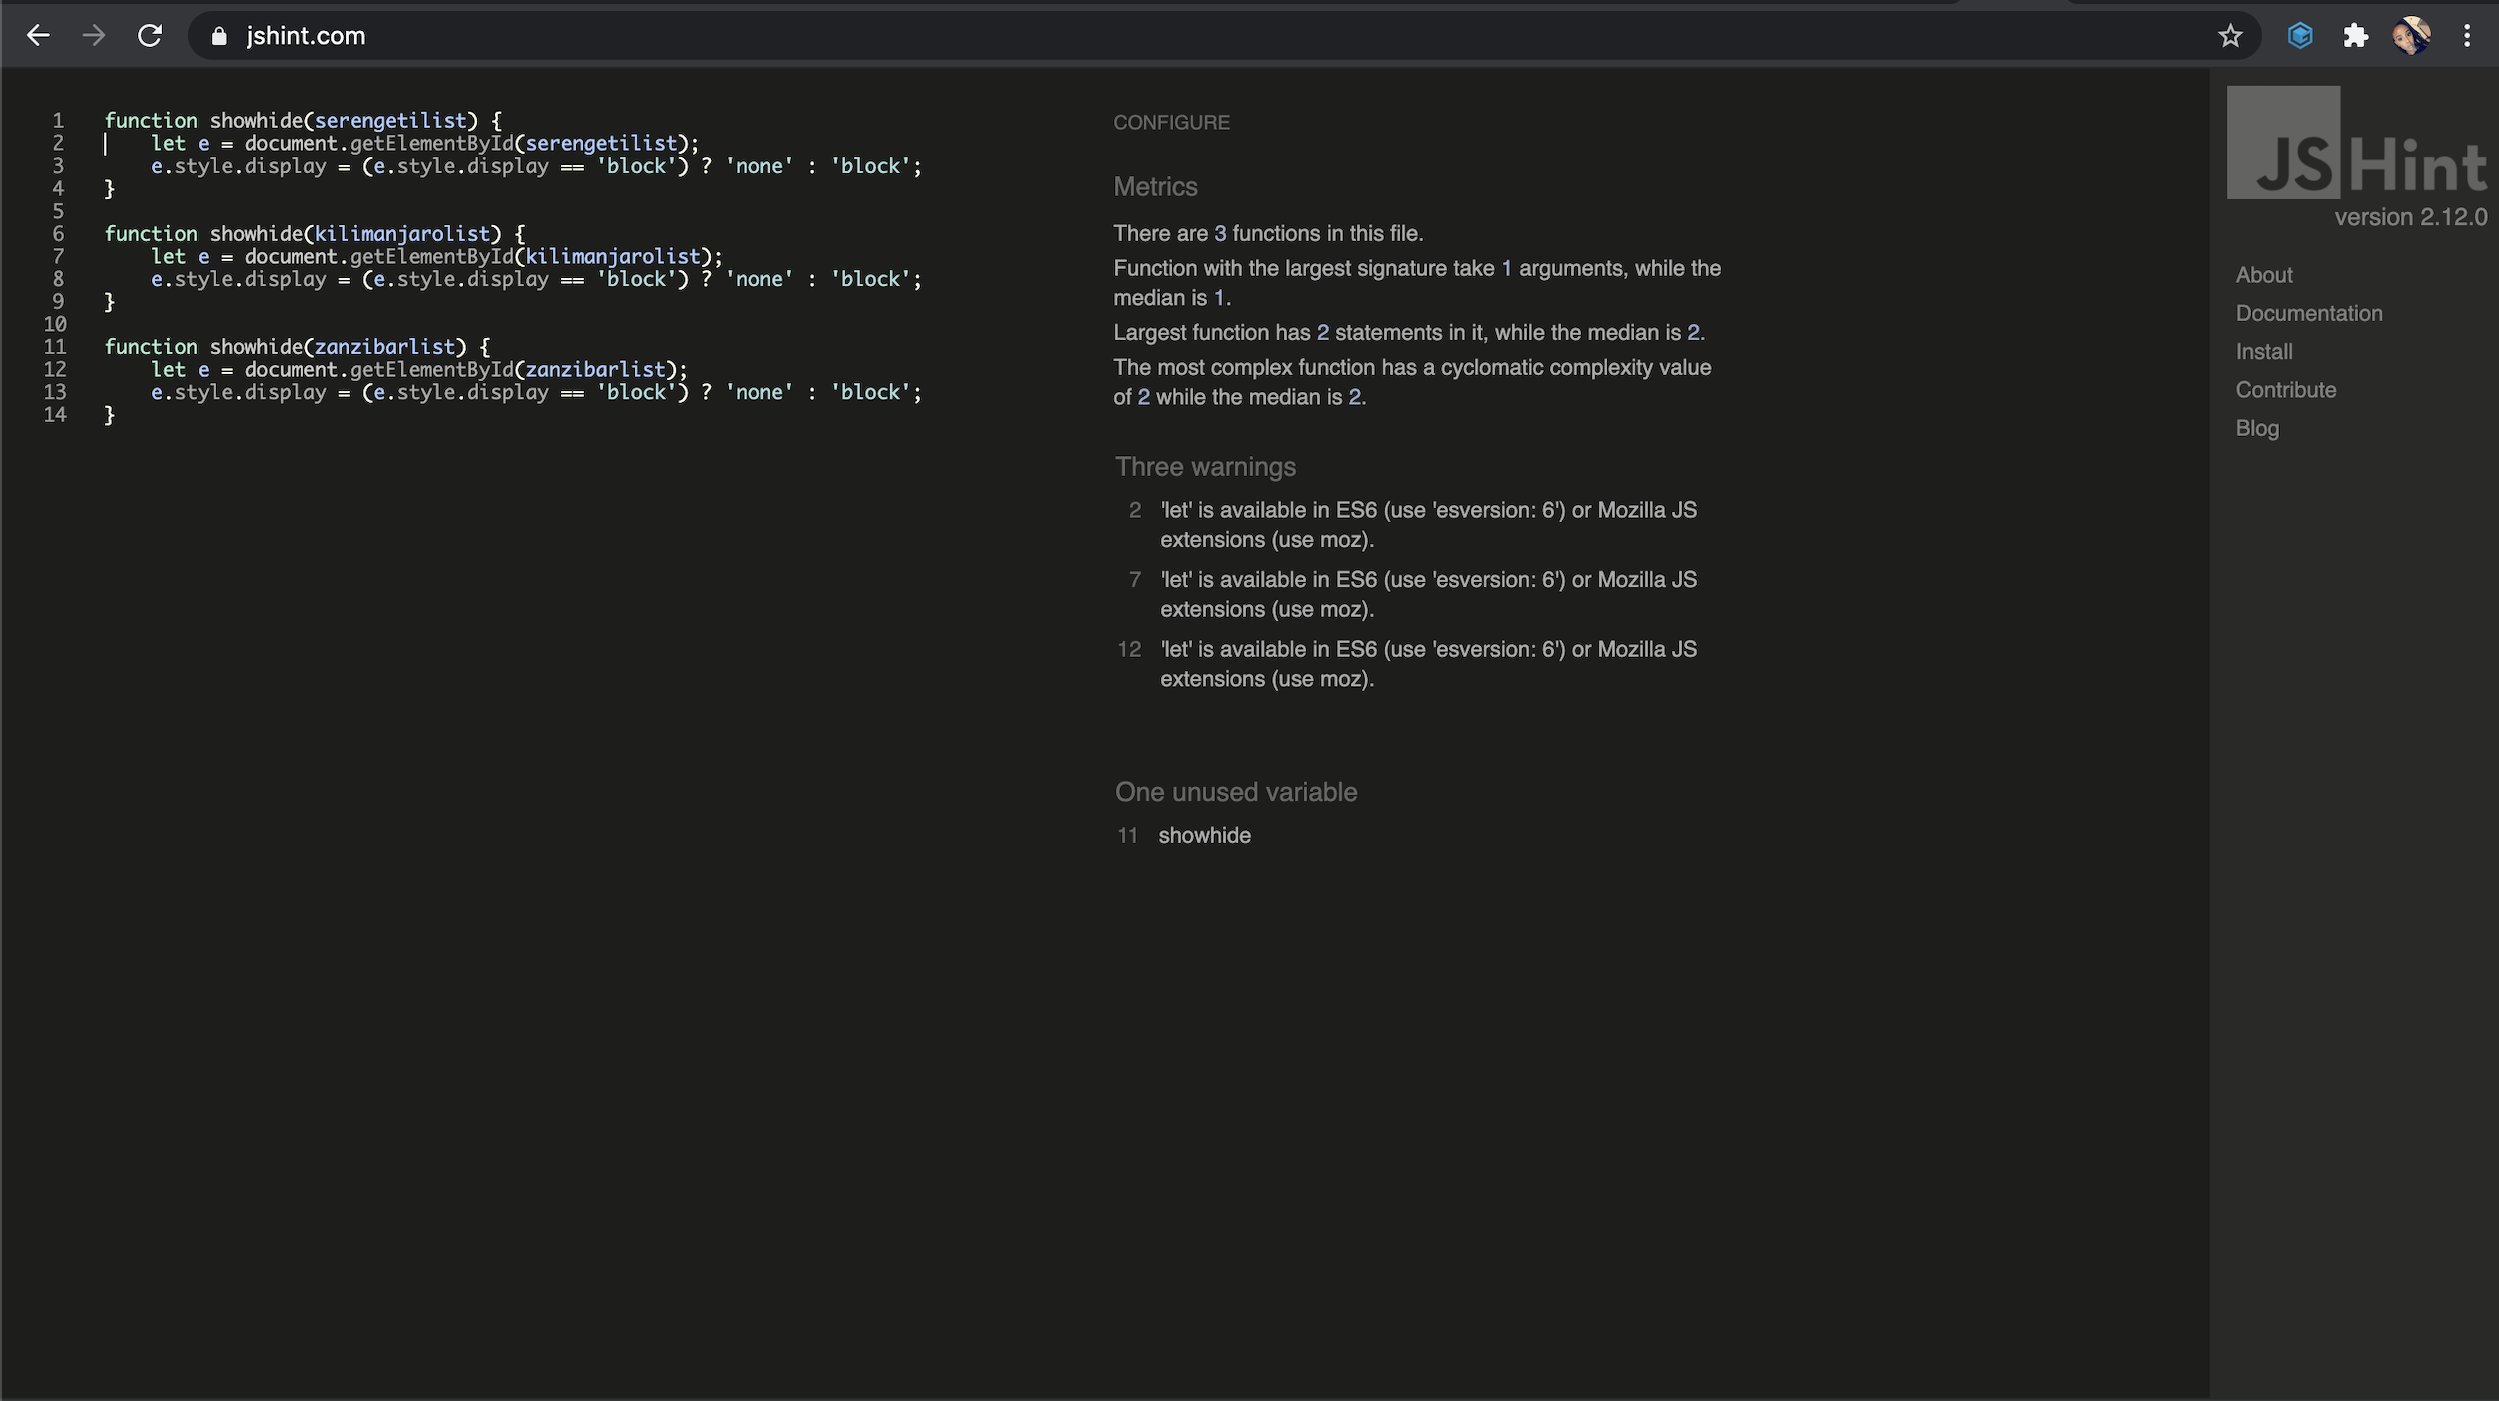 jshint.com
1 function showhide(serengetilist) {
2 let e = document.getElementById(serengetilist);
3 e.style.display = (e.style.display == 'block') ? 'none' : 'block';
4 }
5
6 function showhide(kilimanjarolist) {
7 let e = document.getElementById(kilimanjarolist);
8 e.style.display = (e.style.display == 'block') ? 'none' : 'block';
9 }
10
11 function showhide(zanzibarlist) {
12 let e = document.getElementById(zanzibarlist);
13 e.style.display = (e.style.display == 'block') ? 'none' : 'block';
14 }
CONFIGURE
Metrics
There are 3 functions in this file.
Function with the largest signature take 1 arguments, while the
median is 1.
Largest function has 2 statements in it, while the median is 2.
The most complex function has a cyclomatic complexity value
of 2 while the median is 2.
Three warnings
2 'let' is available in ES6 (use 'esversion: 6') or Mozilla JS
extensions (use moz).
7 'let' is available in ES6 (use 'esversion: 6') or Mozilla JS
extensions (use moz).
12 'let' is available in ES6 (use 'esversion: 6') or Mozilla JS
extensions (use moz).
One unused variable
11 showhide
JSHint
version 2.12.0
About
Documentation
Install
Contribute
Blog